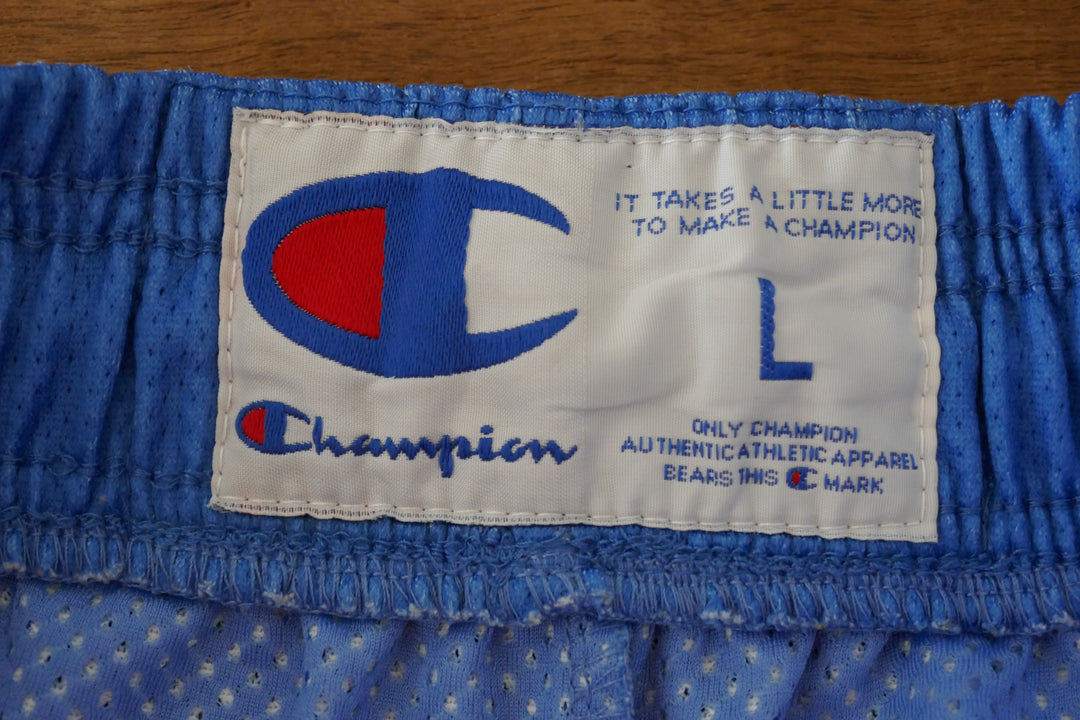 Champion
IT TAKES A LITTLE MORE
TO MAKE A CHAMPION
L
ONLY CHAMPION
AUTHENTIC ATHLETIC APPAREL
BEARS THIS C MARK